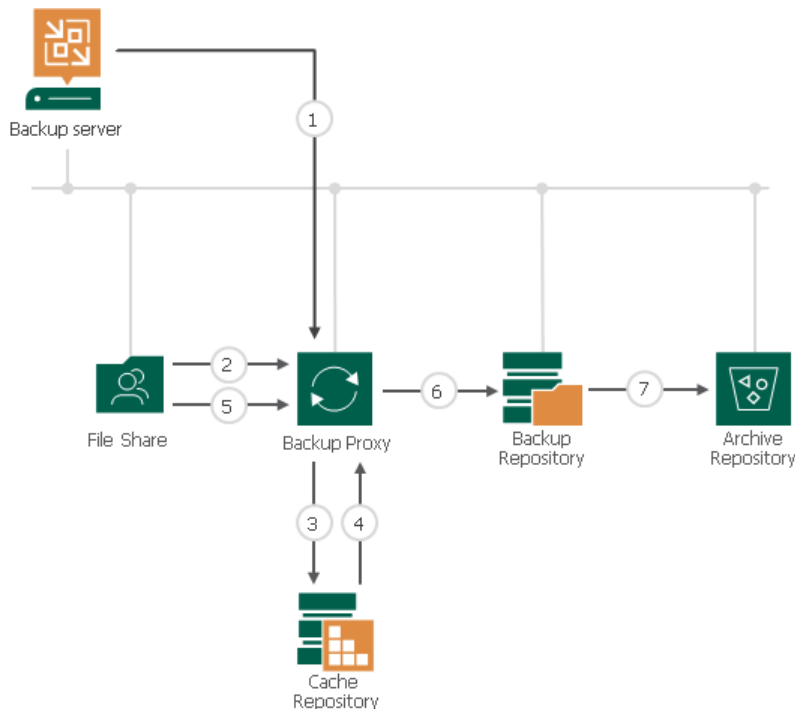 Backup server
1
2
5
6
7
File Share
Backup Proxy
Backup
Repository
Archive
Repository
3
4
Cache
Repository